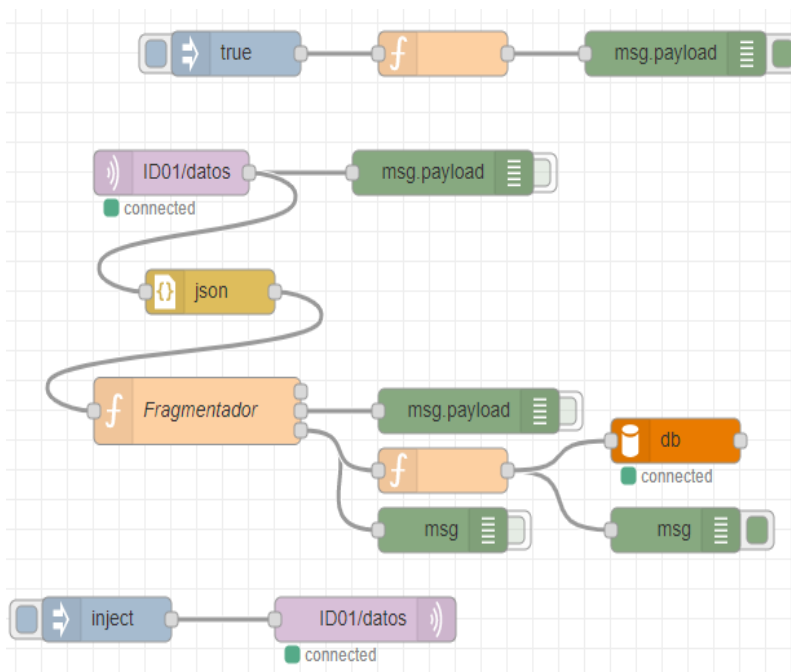 true
msg.payload
ID01/datos
msg.payload
connected
json
Fragmentador
msg.payload
db
connected
msg
msg
inject
ID01/datos
connected